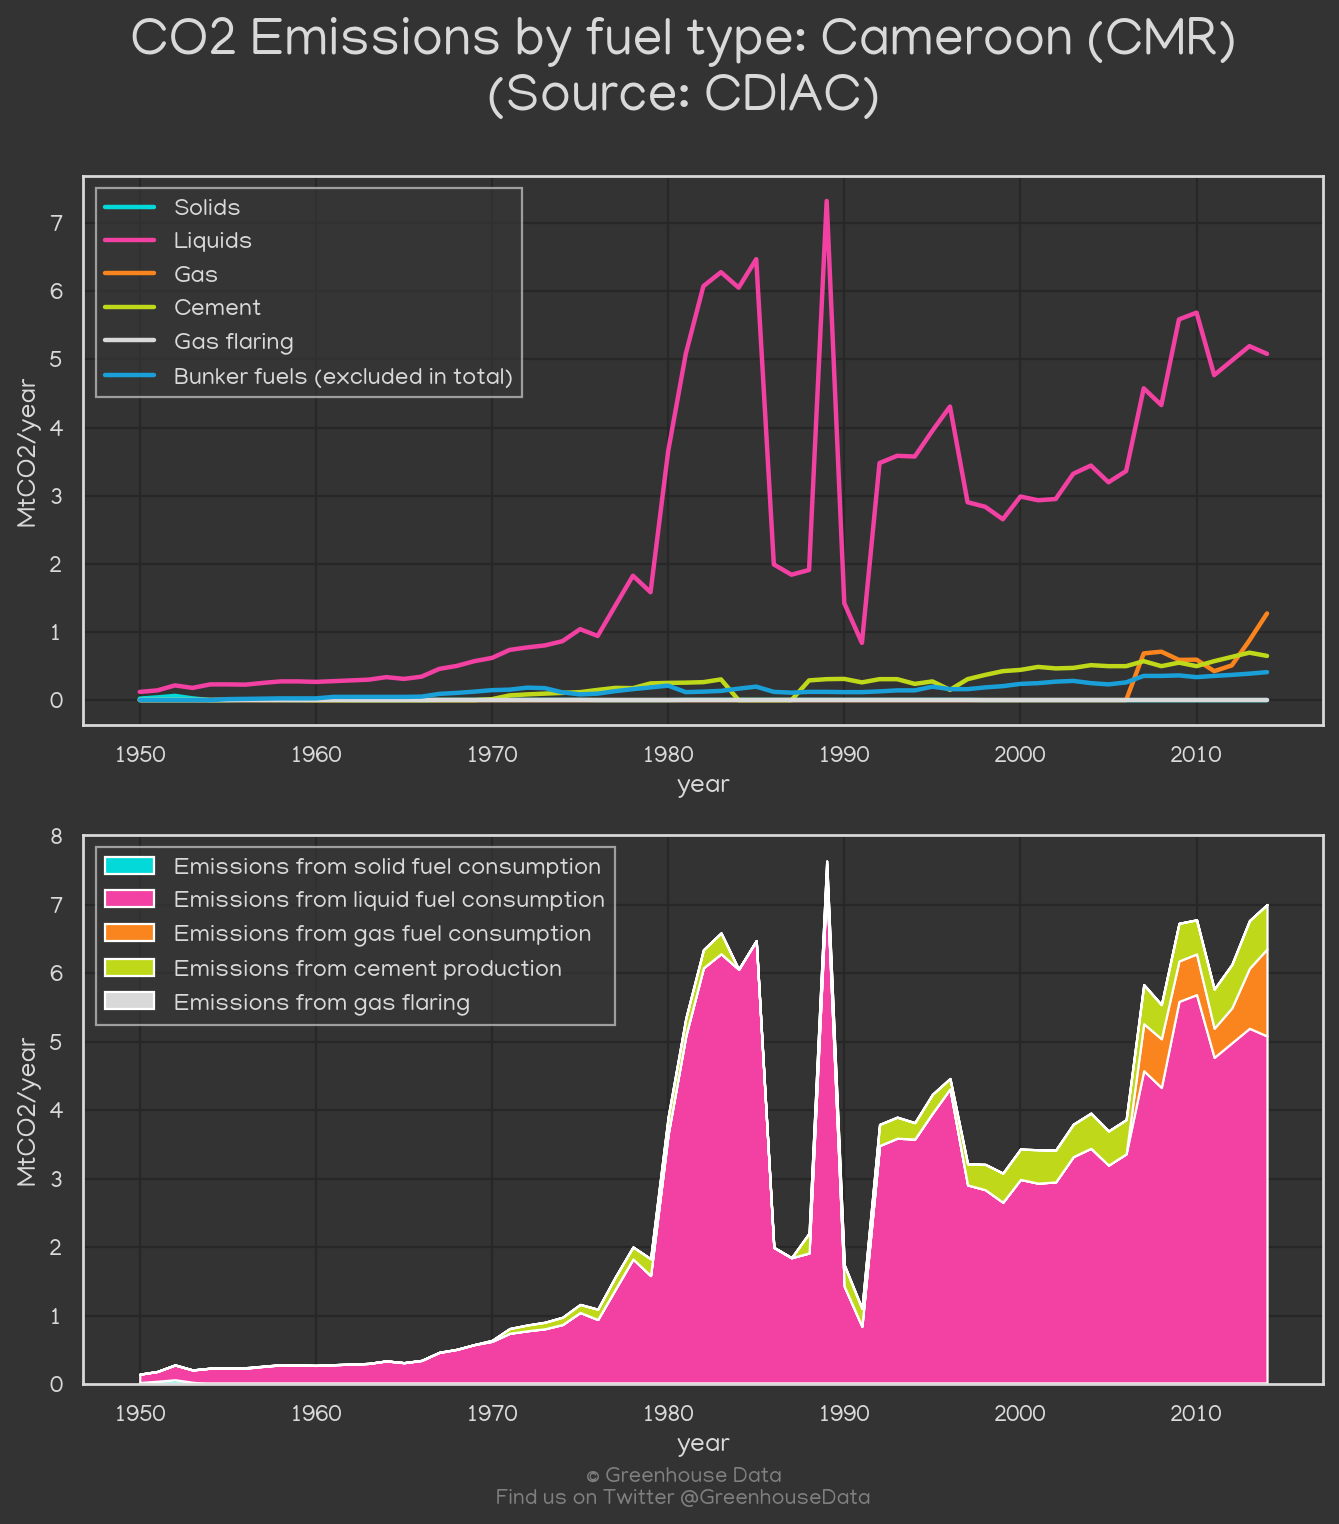 CO2 Emissions by fuel type: Cameroon (CMR)
(Source: CDIAC)
Solids
Liquids
Gas
Cement
Gas flaring
Bunker fuels (excluded in total)
7
6
5
4
3
2
1
0
MtCO2/year
1950 1960 1970 1980 1990 2000 2010
year
Emissions from solid fuel consumption
Emissions from liquid fuel consumption
Emissions from gas fuel consumption
Emissions from cement production
Emissions from gas flaring
8
7
6
5
4
3
2
1
0
MtCO2/year
1950 1960 1970 1980 1990 2000 2010
year
© Greenhouse Data
Find us on Twitter @GreenhouseData